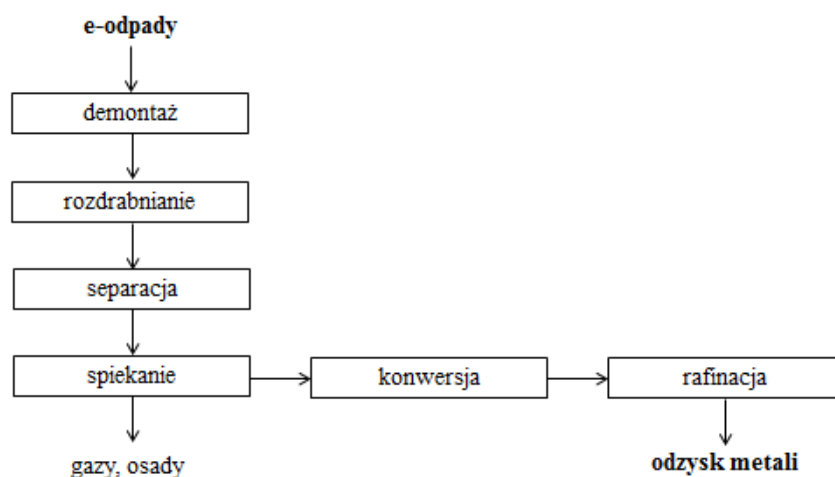 e-odpady
demontaż
rozdrabnianie
separacja
spiekanie
konwersja
rafinacja
gazy, osady
odzysk metali